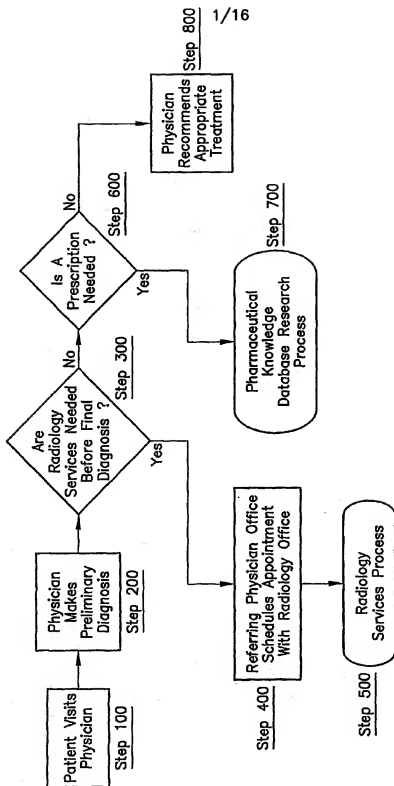 1/16
Patient Visits
Physician
Step 100
Physician
Makes
Preliminary
Diagnosis
Step 200
Are
Radiology
Services Needed
Before Final
Diagnosis ?
Step 300
No
Yes
Is A
Prescription
Needed ?
Step 600
No
Yes
Physician
Recommends
Appropriate
Treatment
Step 800
Referring Physician Office
Schedules Appointment
With Radiology Office
Step 400
Radiology
Services Process
Step 500
Pharmaceutical
Knowledge
Database Research
Process
Step 700